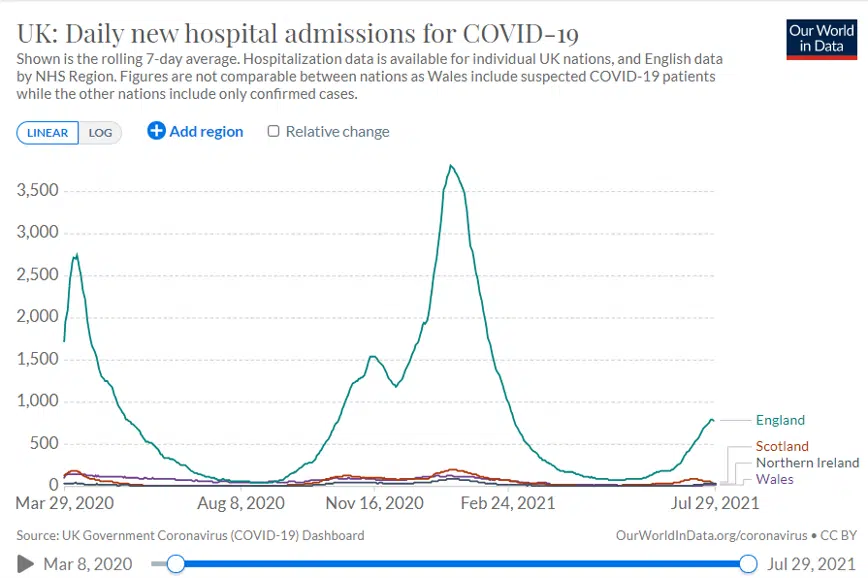 UK: Daily new hospital admissions for COVID-19
Our World
in Data
Shown is the rolling 7-day average. Hospitalization data is available for individual UK nations, and English data
by NHS Region. Figures are not comparable between nations as Wales include suspected COVID-19 patients
while the other nations include only confirmed cases.
LINEAR LOG Add region Relative change
3,500
3,000
2,500
2,000
1,500
1,000
500
0
England
Scotland
Northern Ireland
Wales
Mar 29, 2020 Aug 8, 2020 Nov 16, 2020 Feb 24, 2021 Jul 29, 2021
Source: UK Government Coronavirus (COVID-19) Dashboard OurWorldInData.org/coronavirus • CC BY
Mar 8, 2020 Jul 29, 2021